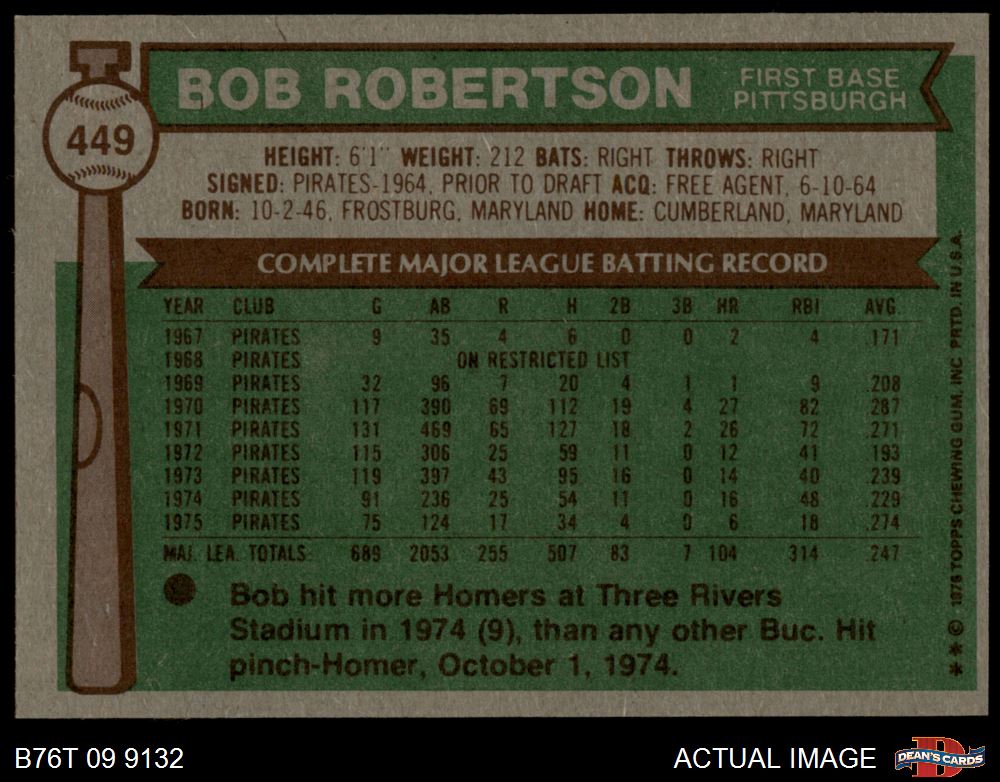 449
BOB ROBERTSON
FIRST BASE
PITTSBURGH
HEIGHT: 6'1" WEIGHT: 212 BATS: RIGHT THROWS: RIGHT
SIGNED: PIRATES-1964, PRIOR TO DRAFT ACQ: FREE AGENT, 6-10-64
BORN: 10-2-46, FROSTBURG, MARYLAND HOME: CUMBERLAND, MARYLAND
COMPLETE MAJOR LEAGUE BATTING RECORD
YEAR CLUB G AB R H 2B 3B HR RBI AVG.
1967 PIRATES 9 35 4 6 0 0 2 4 .171
1968 PIRATES ON RESTRICTED LIST
1969 PIRATES 32 96 7 20 4 1 1 9 .208
1970 PIRATES 117 390 69 112 19 4 27 82 .287
1971 PIRATES 131 469 65 127 18 2 26 72 .271
1972 PIRATES 115 306 25 59 11 0 12 41 .193
1973 PIRATES 119 397 43 95 16 0 14 40 .239
1974 PIRATES 91 236 25 54 11 0 16 48 .229
1975 PIRATES 75 124 17 34 4 0 6 18 .274
MAJ. LEA. TOTALS 689 2053 255 507 83 7 104 314 .247
Bob hit more Homers at Three Rivers
Stadium in 1974 (9), than any other Buc. Hit
pinch-Homer, October 1, 1974.
** © 1976 TOPPS CHEWING GUM, INC. PRTD. IN U.S.A.
B76T 09 9132
ACTUAL IMAGE
D
DEAN'S CARDS